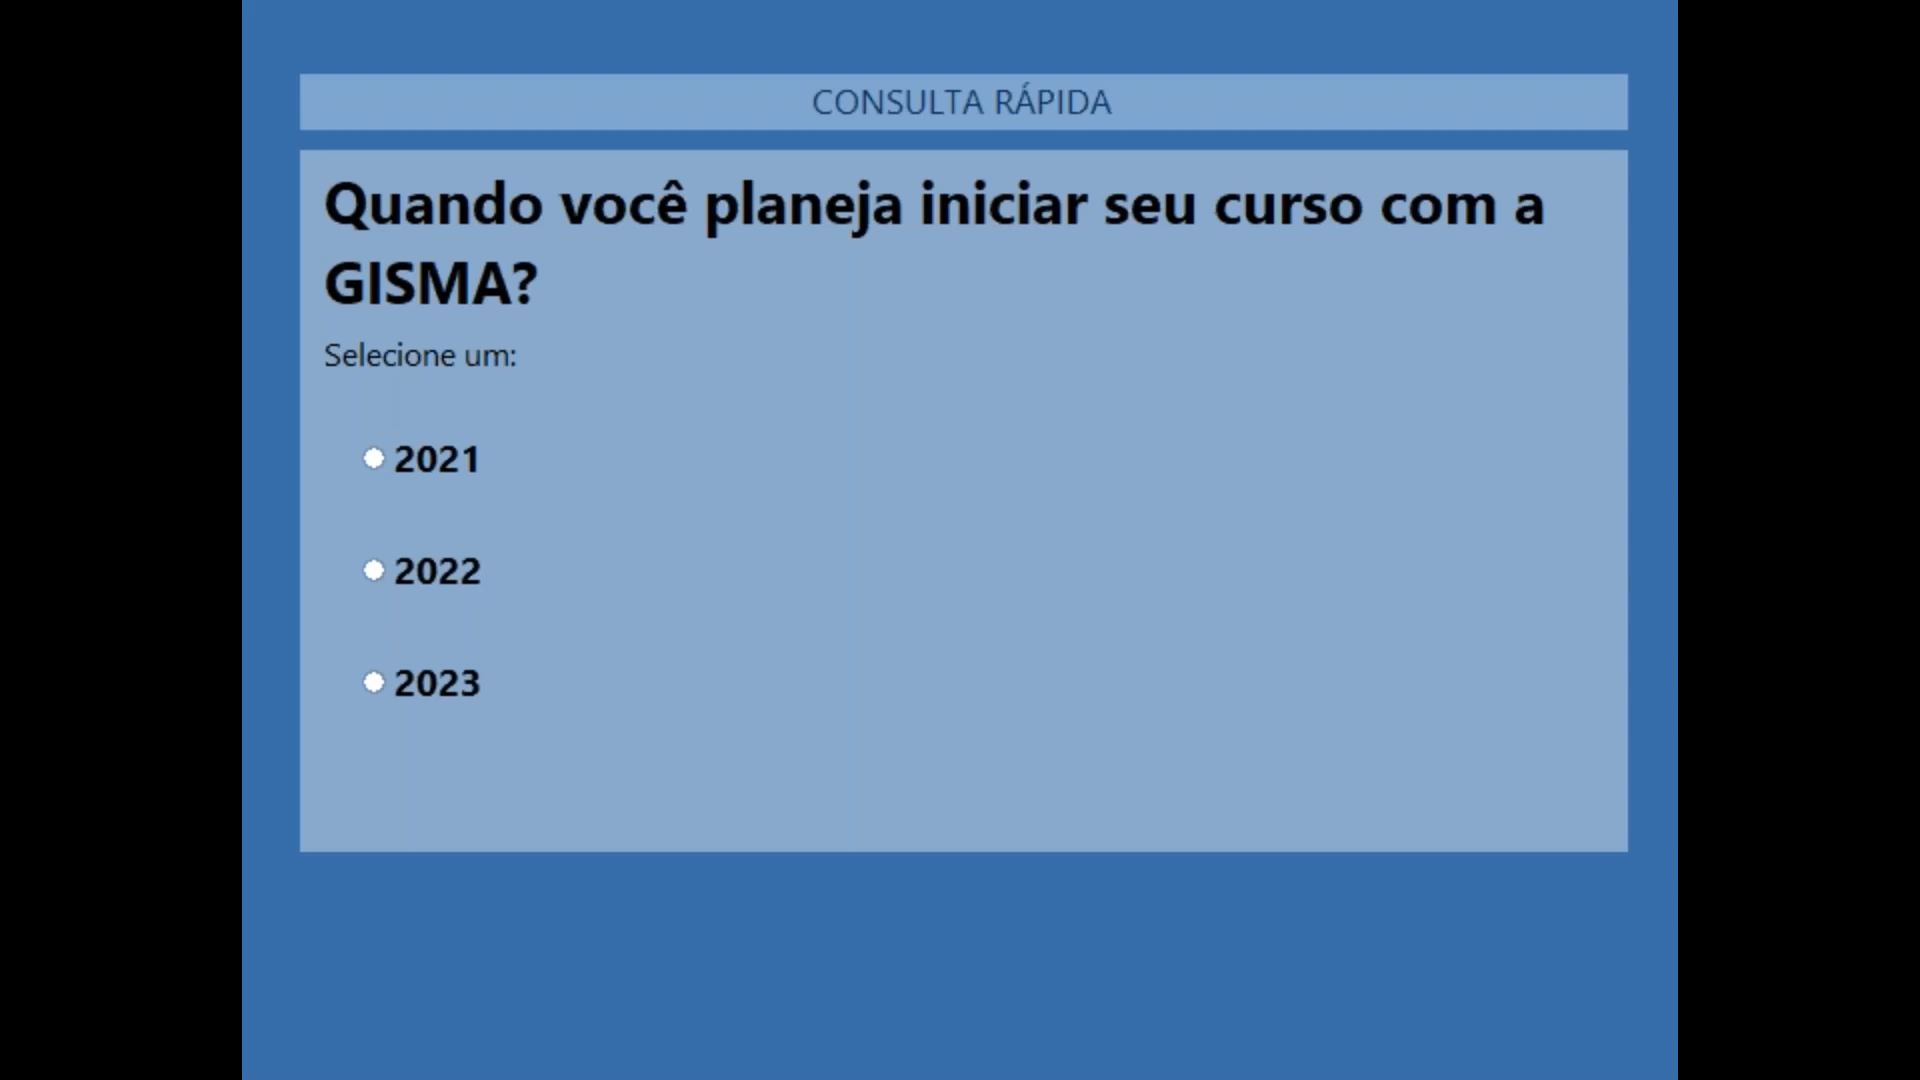 CONSULTA RÁPIDA
Quando você planeja iniciar seu curso com a
GISMA?
Selecione um:
2021
2022
2023